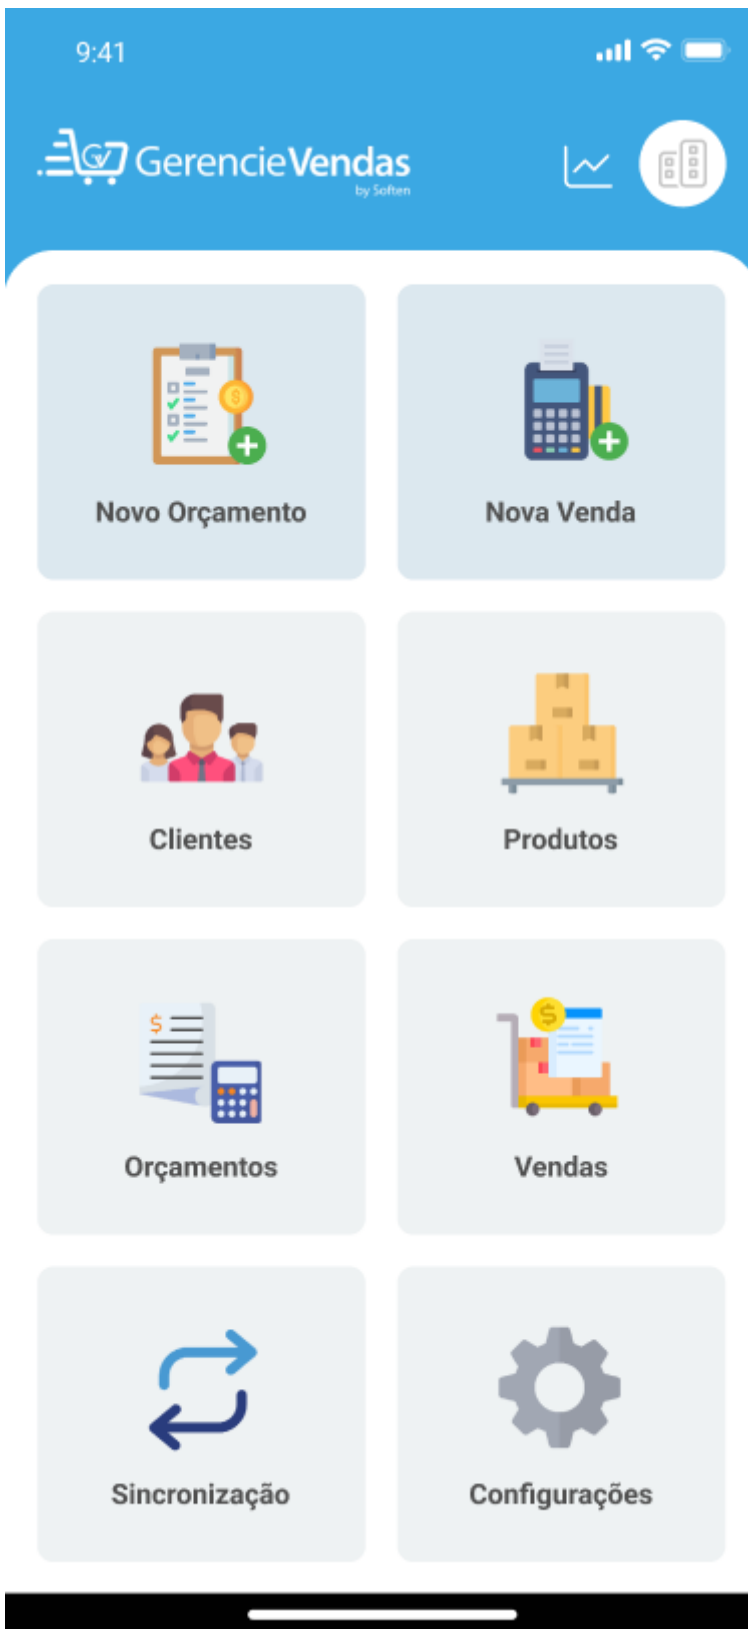 9:41
GerencieVendas
by Soften
Novo Orçamento
Nova Venda
Clientes
Produtos
Orçamentos
Vendas
Sincronização
Configurações